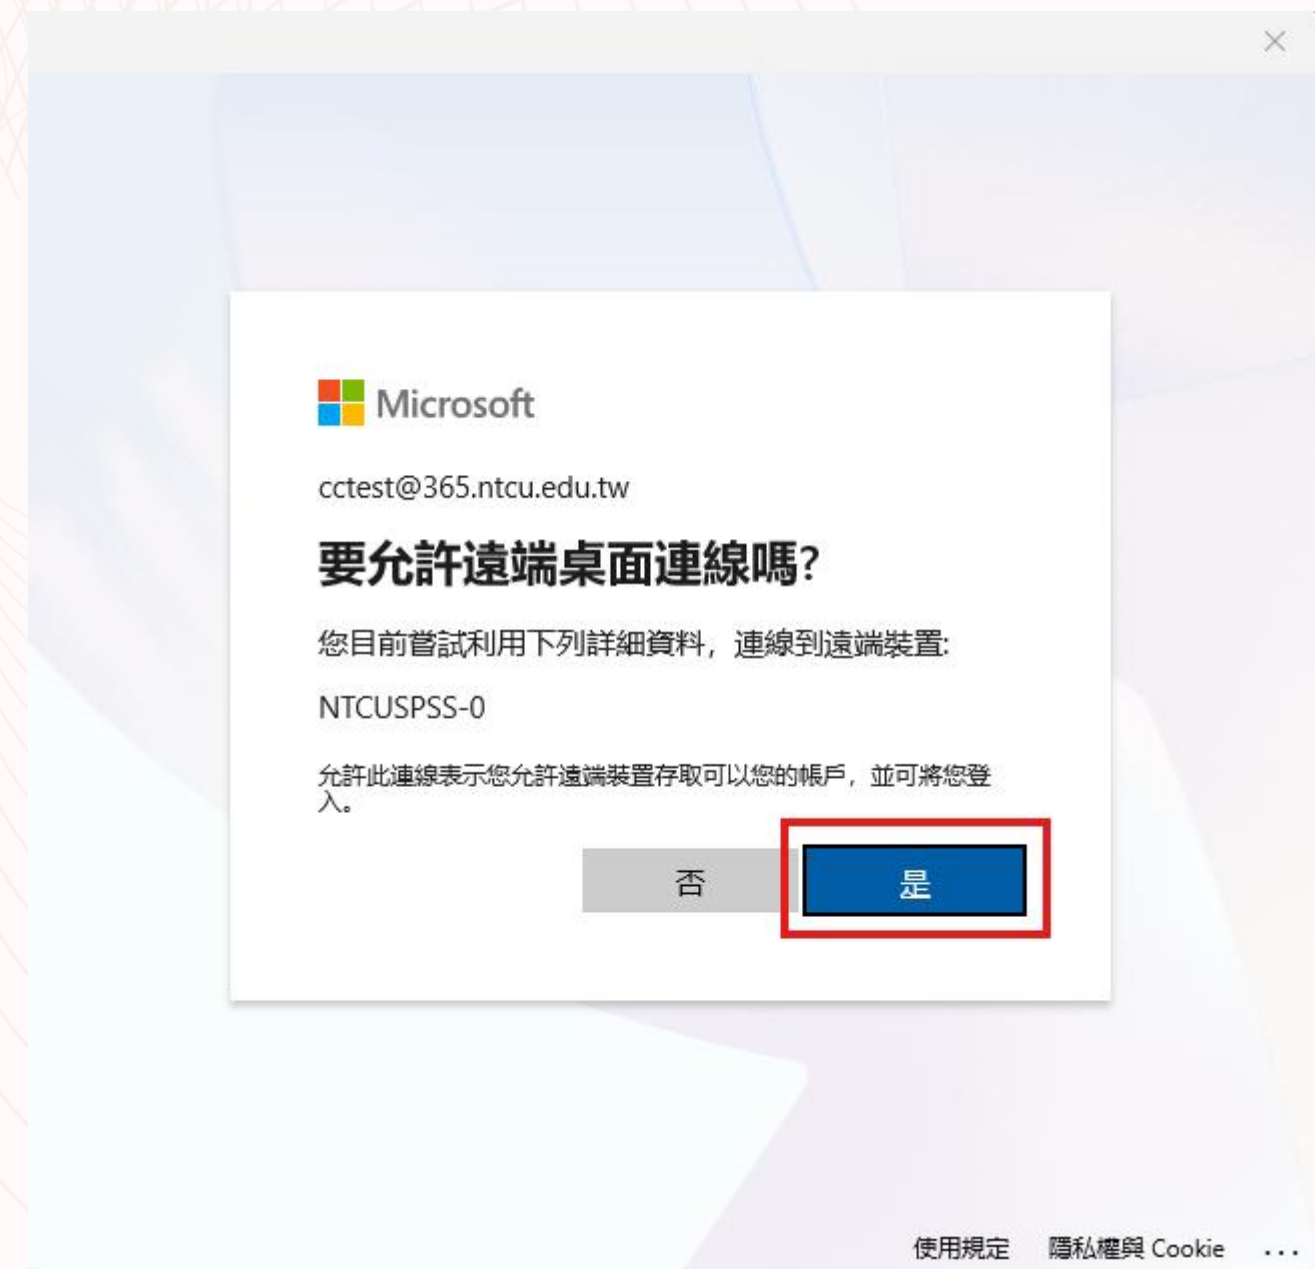 Microsoft
cctest@365.ntcu.edu.tw
要允許遠端桌面連線嗎?
您目前嘗試利用下列詳細資料，連線到遠端裝置:
NTCUSPSS-0
允許此連線表示您允許遠端裝置存取可以您的帳戶，並可將您登
入。
否
是
使用規定 隱私權與 Cookie ...